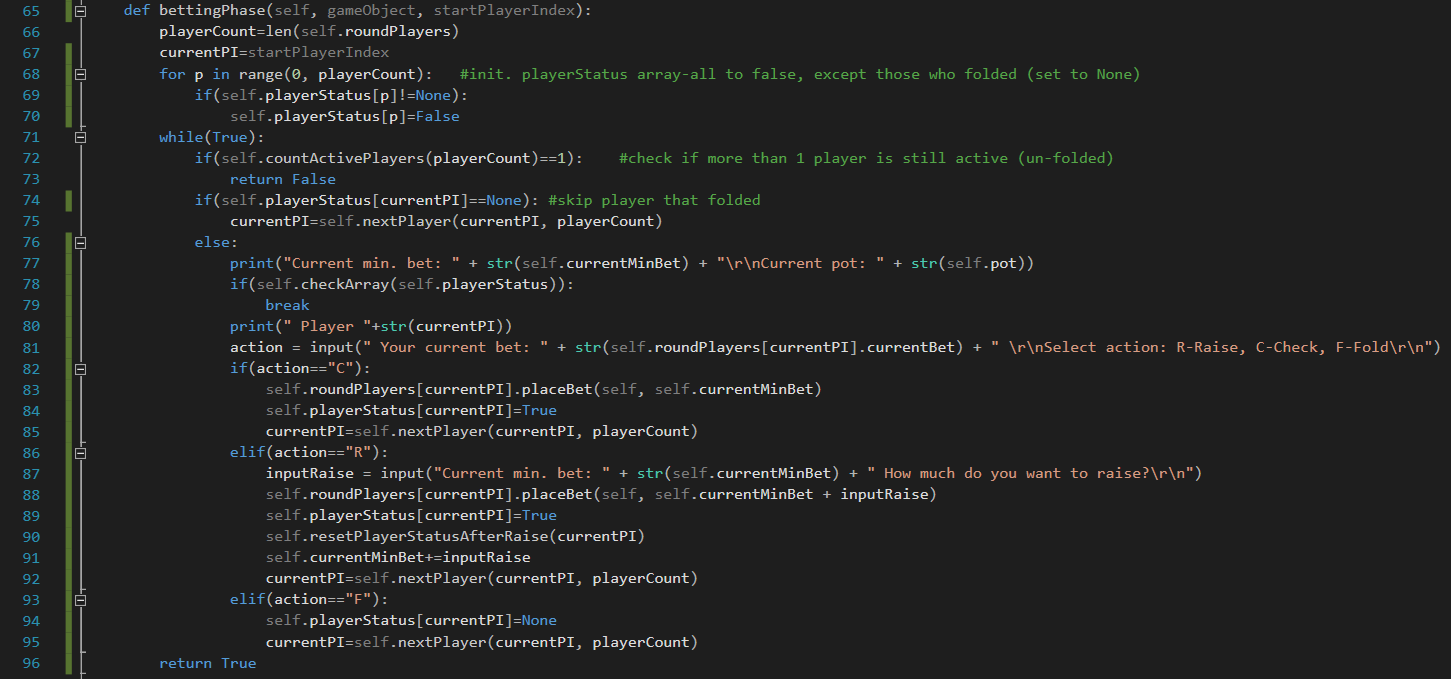 65 def bettingPhase(self, gameObject, startPlayerIndex):
66 playerCount=len(self.roundPlayers)
67 currentPI=startPlayerIndex
68 for p in range(0, playerCount):   #init. playerStatus array-all to false, except those who folded (set to None)
69 if(self.playerStatus[p]!=None):
70 self.playerStatus[p]=False
71 while(True):
72 if(self.countActivePlayers(playerCount)==1):    #check if more than 1 player is still active (un-folded)
73 return False
74 if(self.playerStatus[currentPI]==None): #skip player that folded
75 currentPI=self.nextPlayer(currentPI, playerCount)
76 else:
77 print("Current min. bet: " + str(self.currentMinBet) + "\r\nCurrent pot: " + str(self.pot))
78 if(self.checkArray(self.playerStatus)):
79 break
80 print(" Player "+str(currentPI))
81 action = input(" Your current bet: " + str(self.roundPlayers[currentPI].currentBet) + " \r\nSelect action: R-Raise, C-Check, F-Fold\r\n")
82 if(action=="C"):
83 self.roundPlayers[currentPI].placeBet(self, self.currentMinBet)
84 self.playerStatus[currentPI]=True
85 currentPI=self.nextPlayer(currentPI, playerCount)
86 elif(action=="R"):
87 inputRaise = input("Current min. bet: " + str(self.currentMinBet) + " How much do you want to raise?\r\n")
88 self.roundPlayers[currentPI].placeBet(self, self.currentMinBet + inputRaise)
89 self.playerStatus[currentPI]=True
90 self.resetPlayerStatusAfterRaise(currentPI)
91 self.currentMinBet+=inputRaise
92 currentPI=self.nextPlayer(currentPI, playerCount)
93 elif(action=="F"):
94 self.playerStatus[currentPI]=None
95 currentPI=self.nextPlayer(currentPI, playerCount)
96 return True